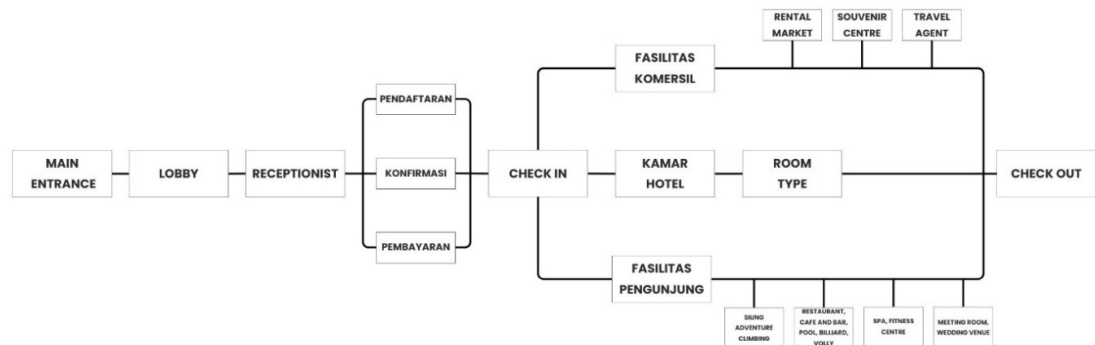 RENTAL
MARKET
SOUVENIR
CENTRE
TRAVEL
AGENT
FASILITAS
KOMERSIL
PENDAFTARAN
MAIN
ENTRANCE
LOBBY
RECEPTIONIST
KONFIRMASI
CHECK IN
KAMAR
HOTEL
ROOM
TYPE
CHECK OUT
PEMBAYARAN
FASILITAS
PENGUNJUNG
SIUNG
ADVENTURE
CLIMBING
RESTAURANT,
CAFE AND BAR,
POOL, BILLIARD,
VOLLY
SPA, FITNESS
CENTRE
MEETING ROOM,
WEDDING VENUE